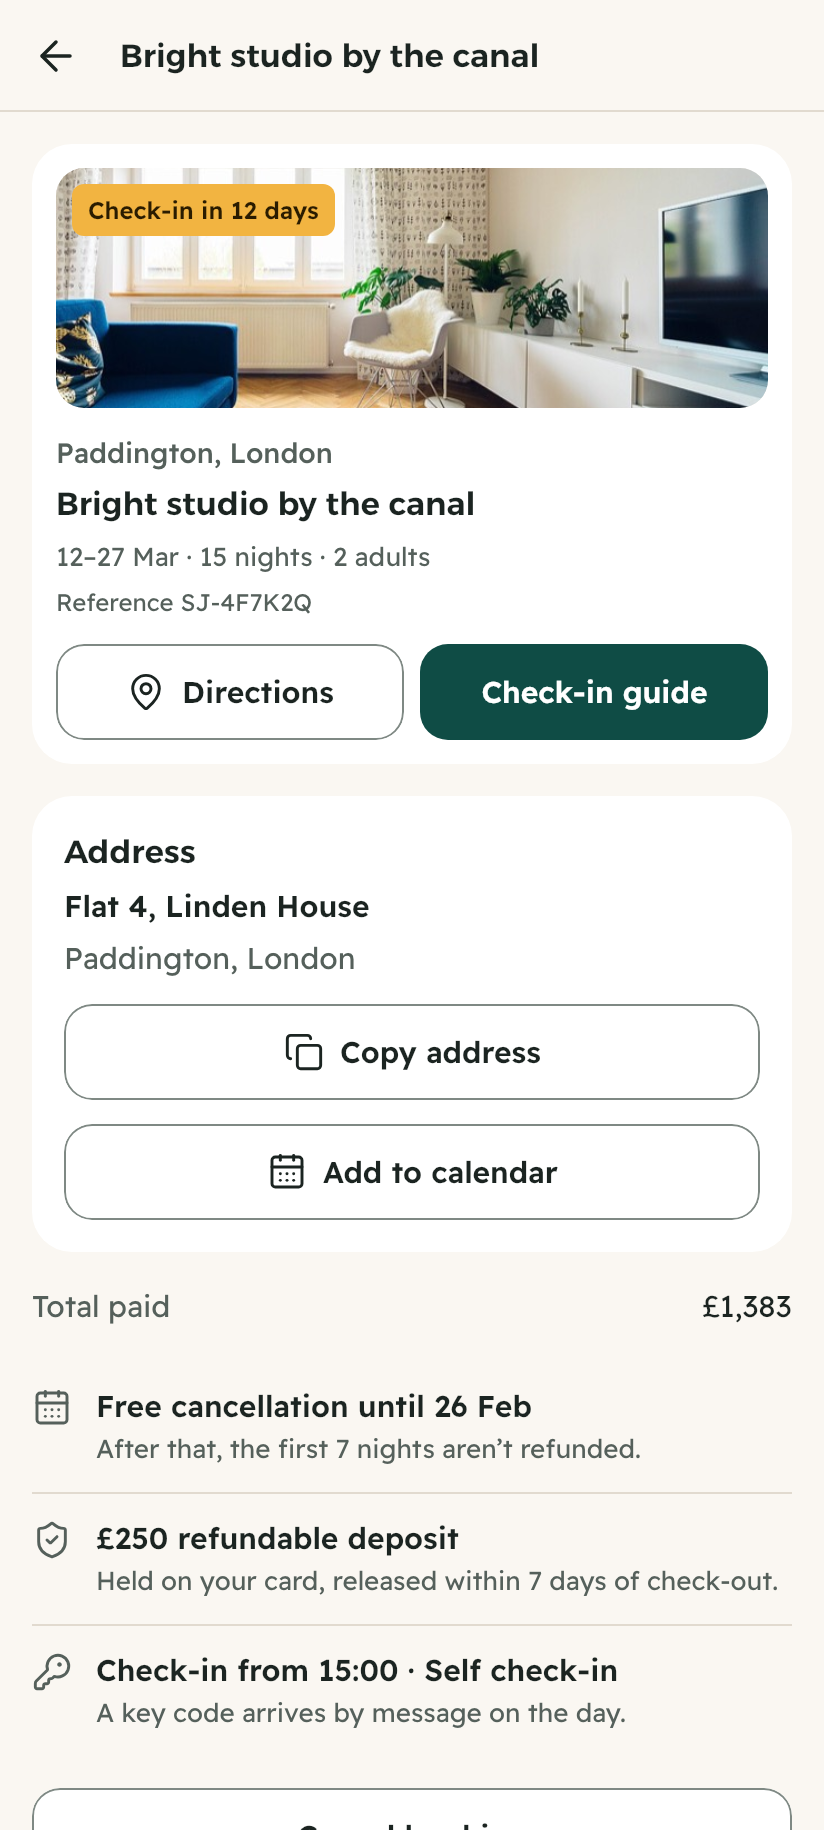 Bright studio by the canal
Check-in in 12 days
Paddington, London
Bright studio by the canal
12–27 Mar · 15 nights · 2 adults
Reference SJ-4F7K2Q
Directions
Check-in guide
Address
Flat 4, Linden House
Paddington, London
Copy address
Add to calendar
Total paid £1,383
Free cancellation until 26 Feb
After that, the first 7 nights aren’t refunded.
£250 refundable deposit
Held on your card, released within 7 days of check-out.
Check-in from 15:00 · Self check-in
A key code arrives by message on the day.